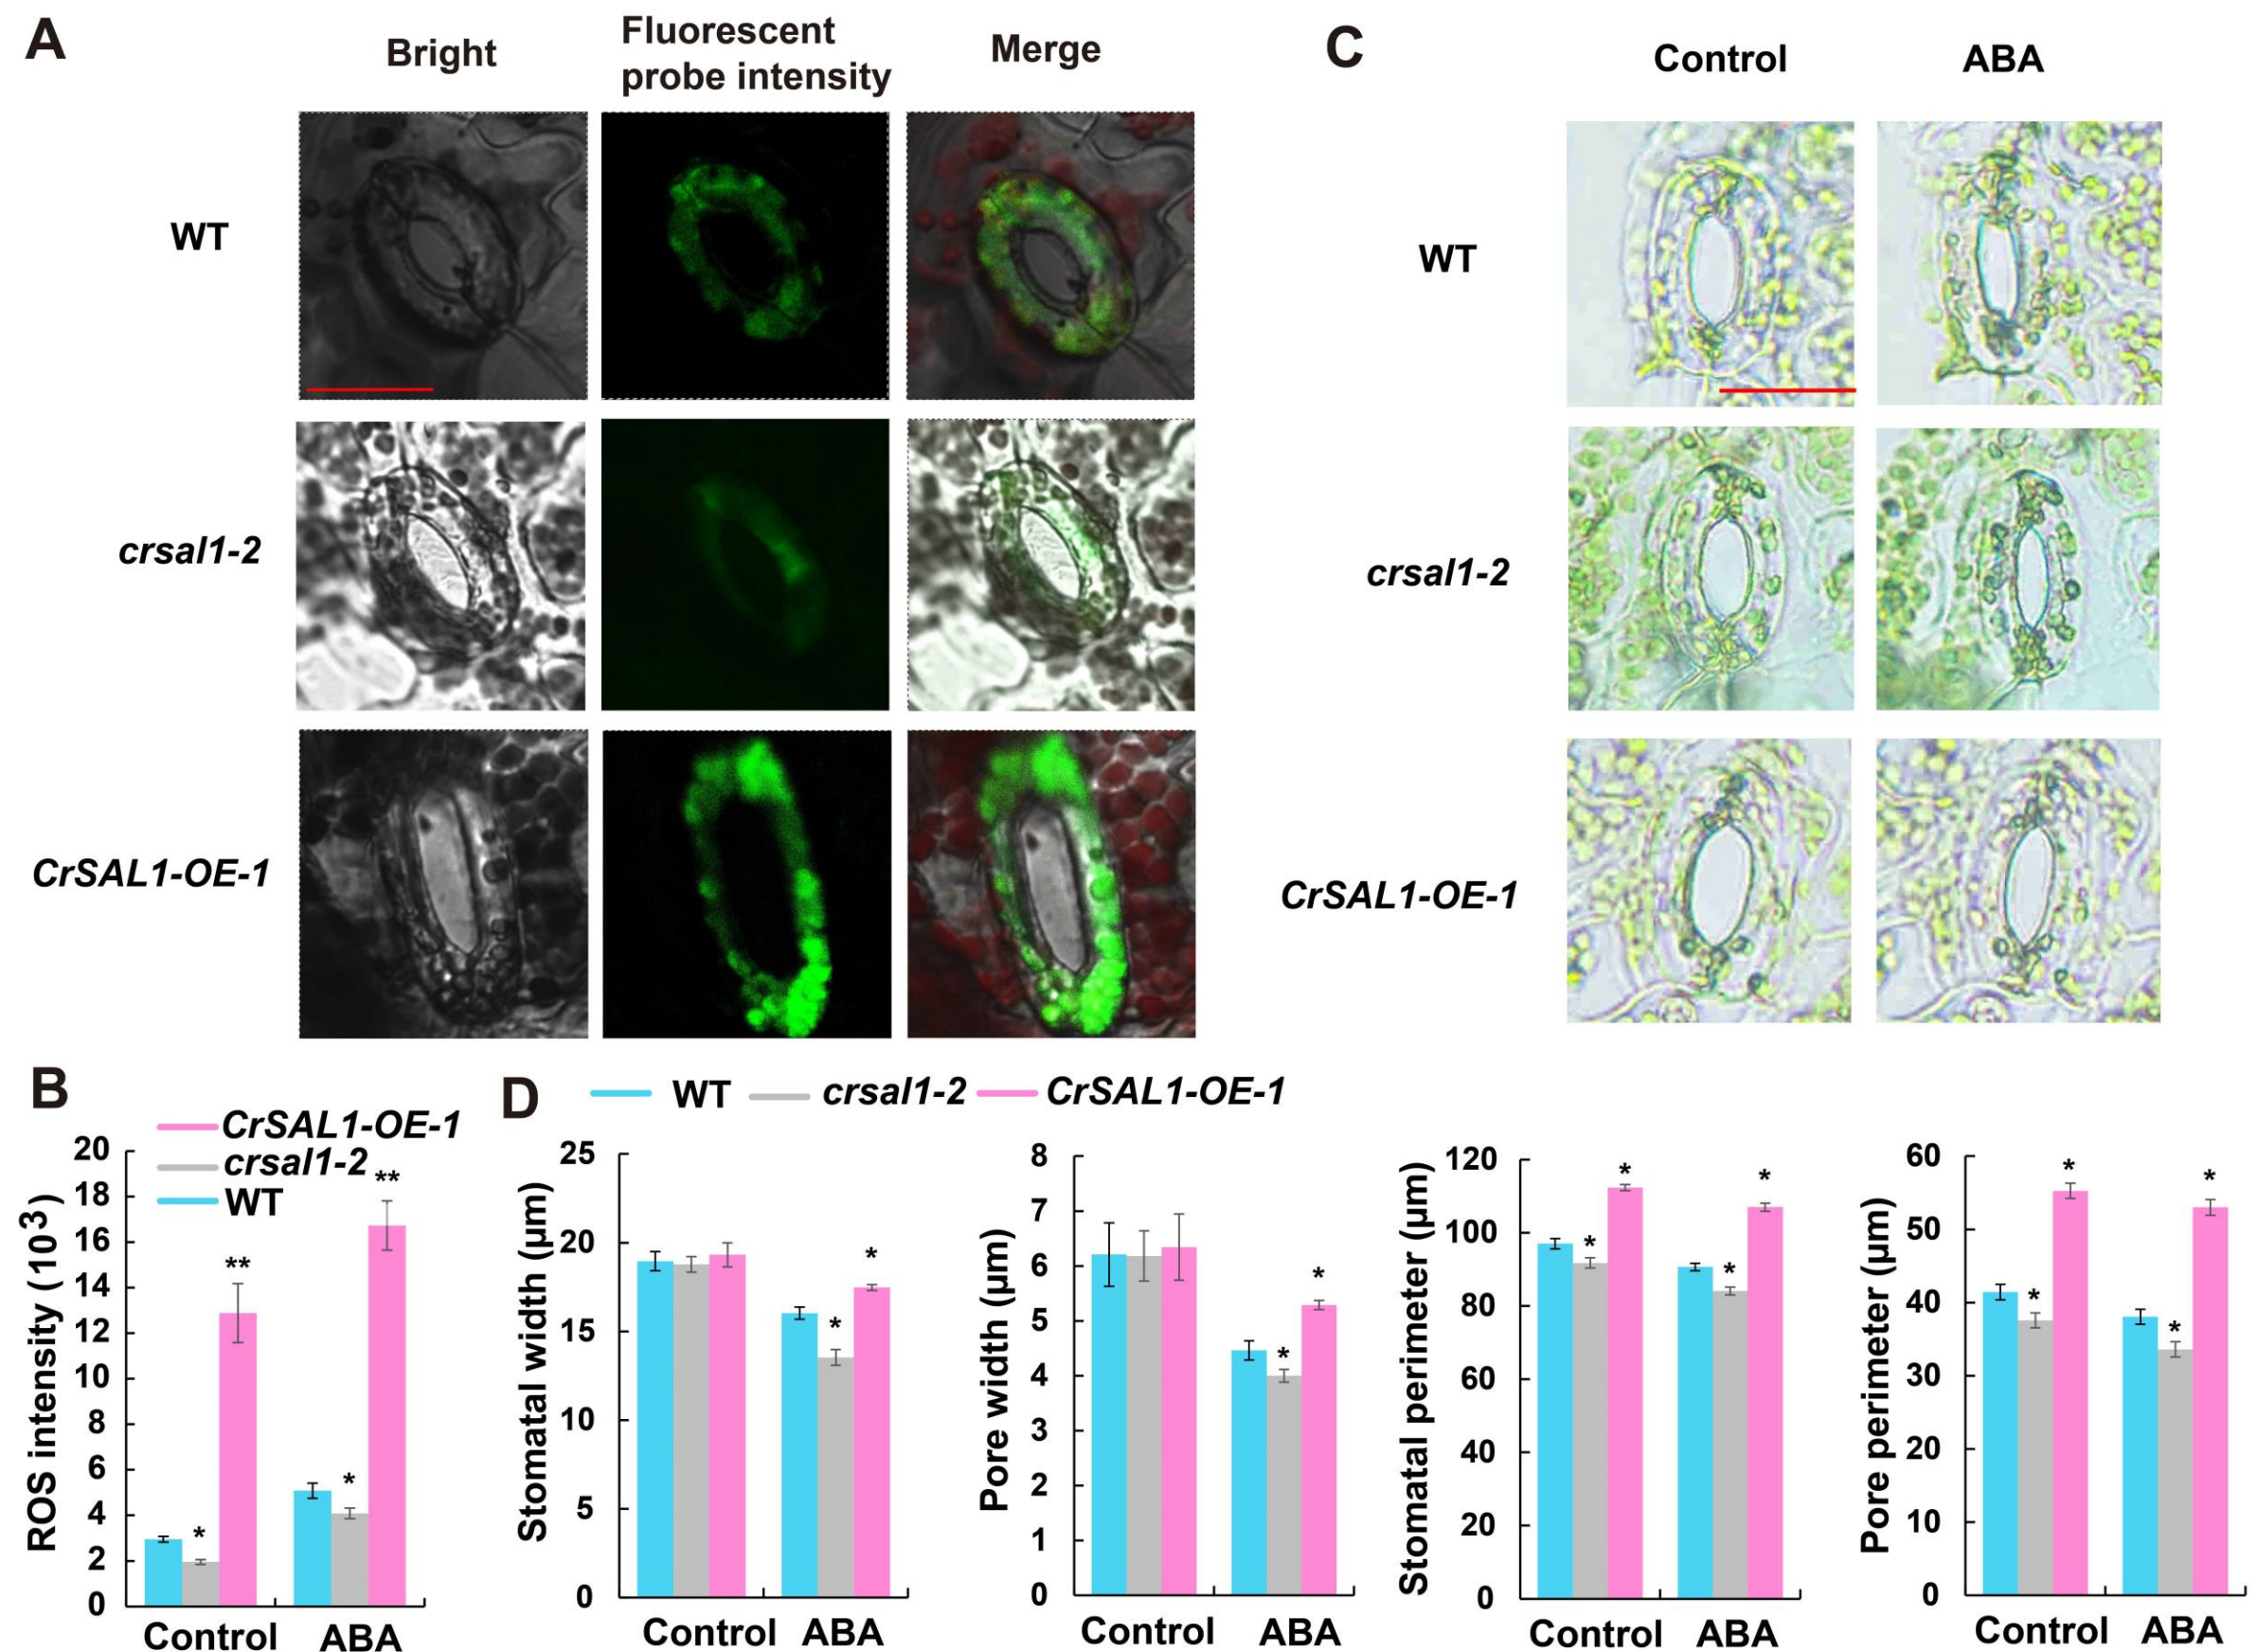 A
Bright
Fluorescent
probe intensity
Merge
WT
crsal1-2
CrSAL1-OE-1
C
Control
ABA
WT
crsal1-2
CrSAL1-OE-1
B
CrSAL1-OE-1
crsal1-2
WT
ROS intensity (10³)
20
18
16
14
12
10
8
6
4
2
0
**
*
**
*
Control
ABA
D
WT
crsal1-2
CrSAL1-OE-1
Stomatal width (µm)
25
20
15
10
5
0
*
*
Control
ABA
Pore width (µm)
8
7
6
5
4
3
2
1
0
*
*
Control
ABA
Stomatal perimeter (µm)
120
100
80
60
40
20
0
*
*
*
*
Control
ABA
Pore perimeter (µm)
60
50
40
30
20
10
0
*
*
*
*
Control
ABA